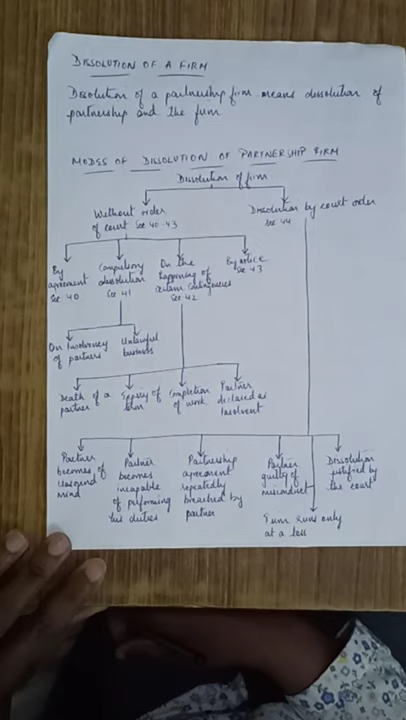 DISSOLUTION OF A FIRM
Dissolution of a partnership firm means dissolution of
partnership and the firm
MODES OF DISSOLUTION OF PARTNERSHIP FIRM
Dissolution of firm
Without order
of court Sec 40-43
Dissolution by court order
Sec 44
By
agreement
Sec 40
Compulsory
dissolution
Sec 41
On the
happening of
certain contingencies
Sec 42
By notice
Sec 43
On Insolvency
of partners
Unlawful
business
Death of a
partner
Expiry of
term
Completion
of work
Partner
declared as
Insolvent
Partner
becomes of
Unsound
mind
Partner
becomes
incapable
of performing
his duties
Partnership
agreement
repeatedly
breached by
partner
Partner
guilty of
misconduct
Dissolution
justified by
the court
Firm runs only
at a loss